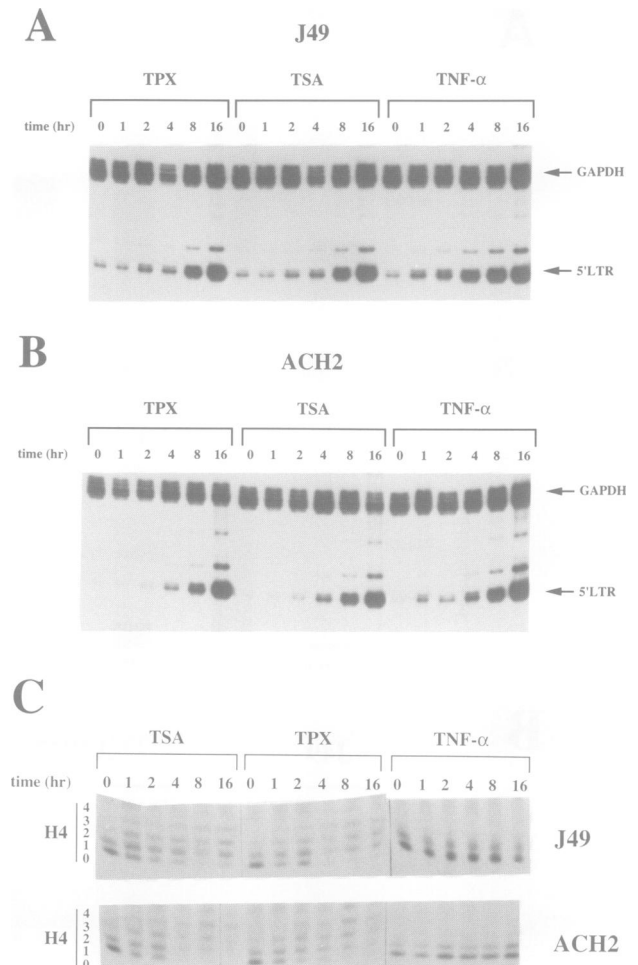 A
J49
TPX TSA TNF-α
time (hr) 0 1 2 4 8 16 0 1 2 4 8 16 0 1 2 4 8 16
GAPDH
5'LTR
B
ACH2
TPX TSA TNF-α
time (hr) 0 1 2 4 8 16 0 1 2 4 8 16 0 1 2 4 8 16
GAPDH
5'LTR
C
TSA TPX TNF-α
time (hr) 0 1 2 4 8 16 0 1 2 4 8 16 0 1 2 4 8 16
4
3
H4 2
1
0
J49
4
3
H4 2
1
0
ACH2